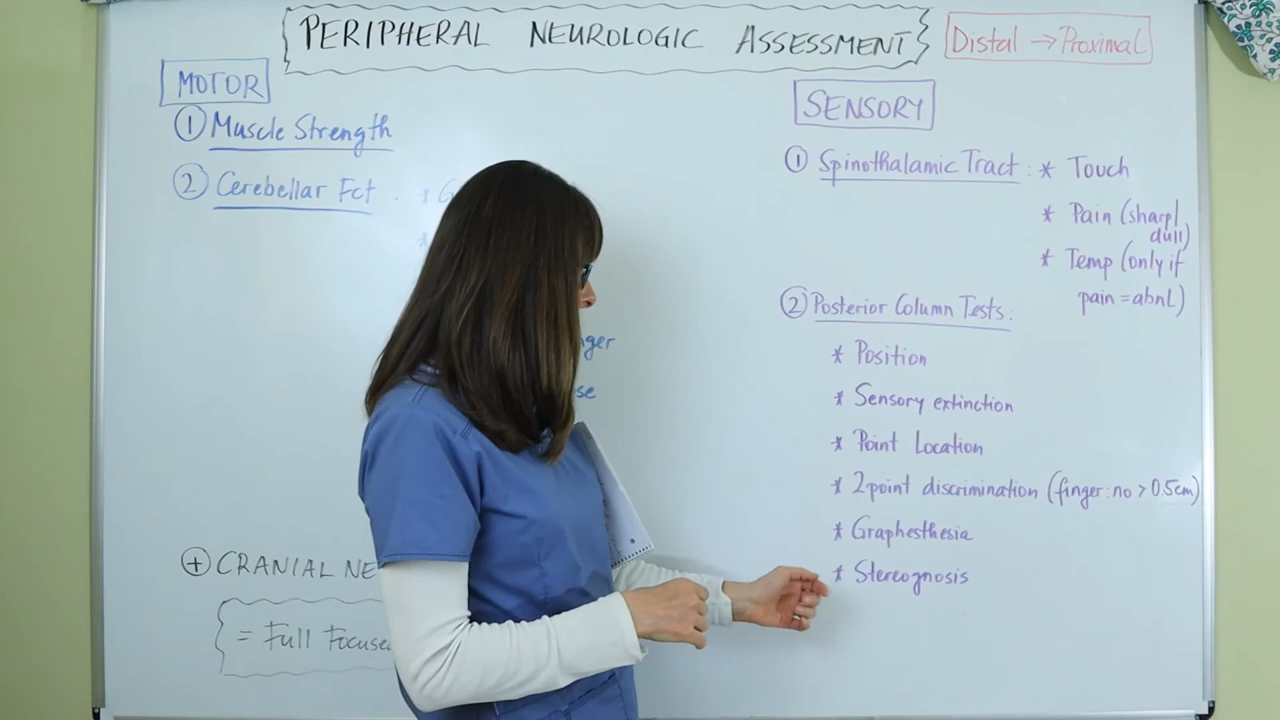 PERIPHERAL NEUROLOGIC ASSESSMENT
Distal → Proximal
MOTOR
① Muscle Strength
② Cerebellar Fct .
SENSORY
① Spinothalamic Tract : * Touch
* Pain (sharp/
dull)
* Temp (only if
pain = abnL)
② Posterior Column Tests:
* Position
* Sensory extinction
* Point Location
* 2point discrimination (finger: no > 0.5cm)
* Graphesthesia
* Stereognosis
⊕ CRANIAL
= Full